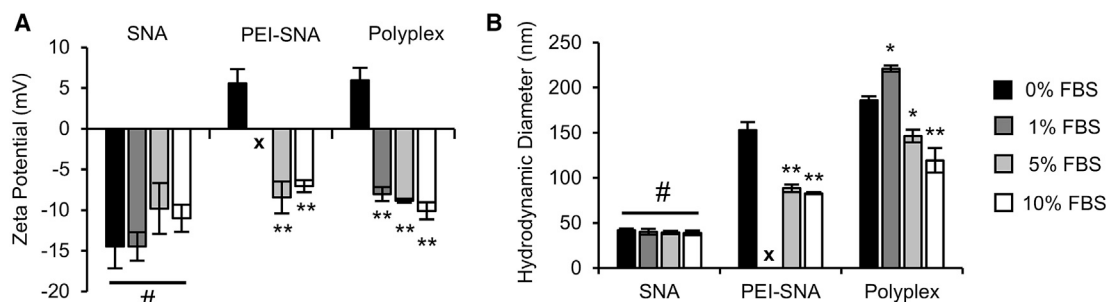 A
SNA PEI-SNA Polyplex
Zeta Potential (mV)
10
5
0
-5
-10
-15
-20
x
** ** ** ** **
#
B
Hydrodynamic Diameter (nm)
250
200
150
100
50
0
#
x
** **
* * **
SNA PEI-SNA Polyplex
0% FBS
1% FBS
5% FBS
10% FBS